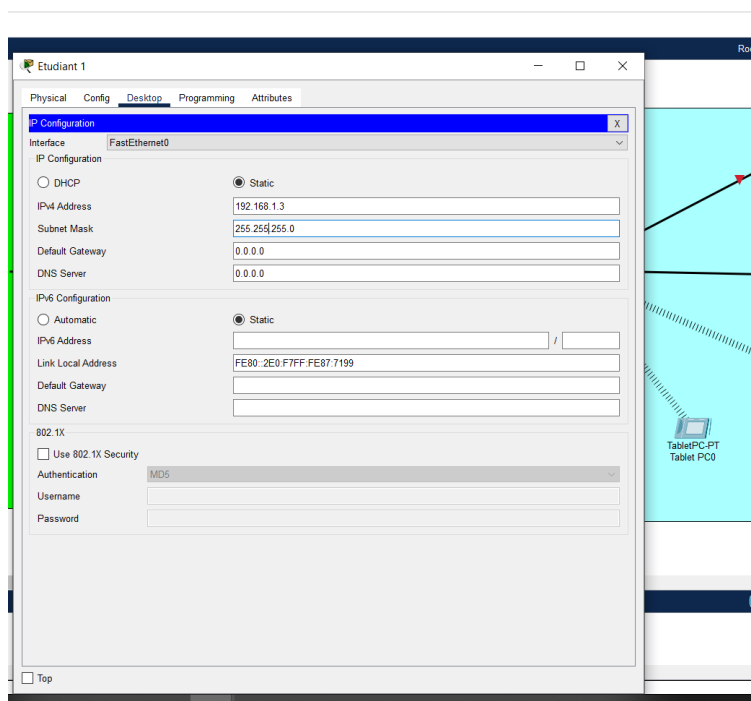 Ro
Etudiant 1
Physical Config Desktop Programming Attributes
IP Configuration X
Interface FastEthernet0
IP Configuration
DHCP Static
IPv4 Address 192.168.1.3
Subnet Mask 255.255.255.0
Default Gateway 0.0.0.0
DNS Server 0.0.0.0
IPv6 Configuration
Automatic Static
IPv6 Address /
Link Local Address FE80::2E0:F7FF:FE87:7199
Default Gateway
DNS Server
802.1X
Use 802.1X Security
Authentication MD5
Username
Password
TabletPC-PT
Tablet PC0
Top